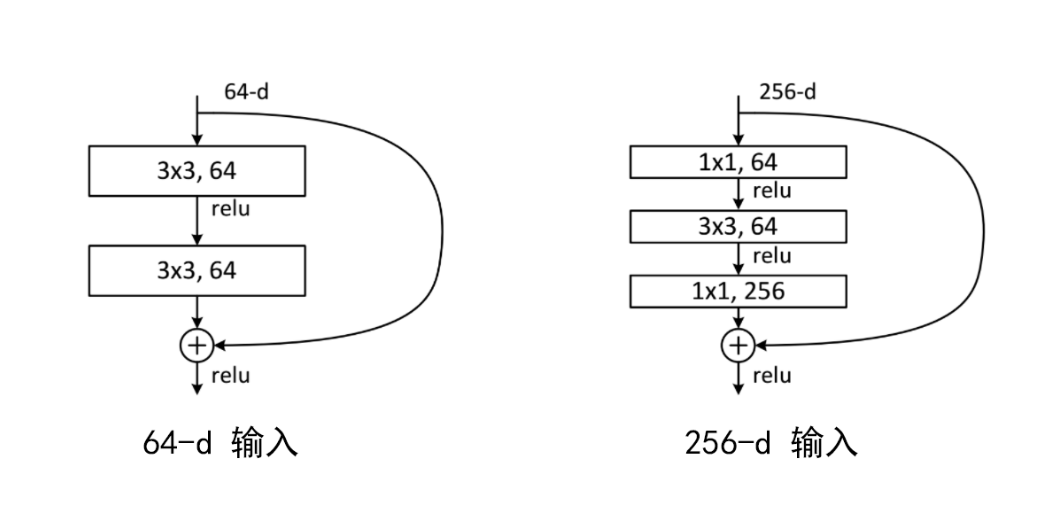 64-d
3x3, 64
relu
3x3, 64
relu
64-d 输入
256-d
1x1, 64
relu
3x3, 64
relu
1x1, 256
relu
256-d 输入